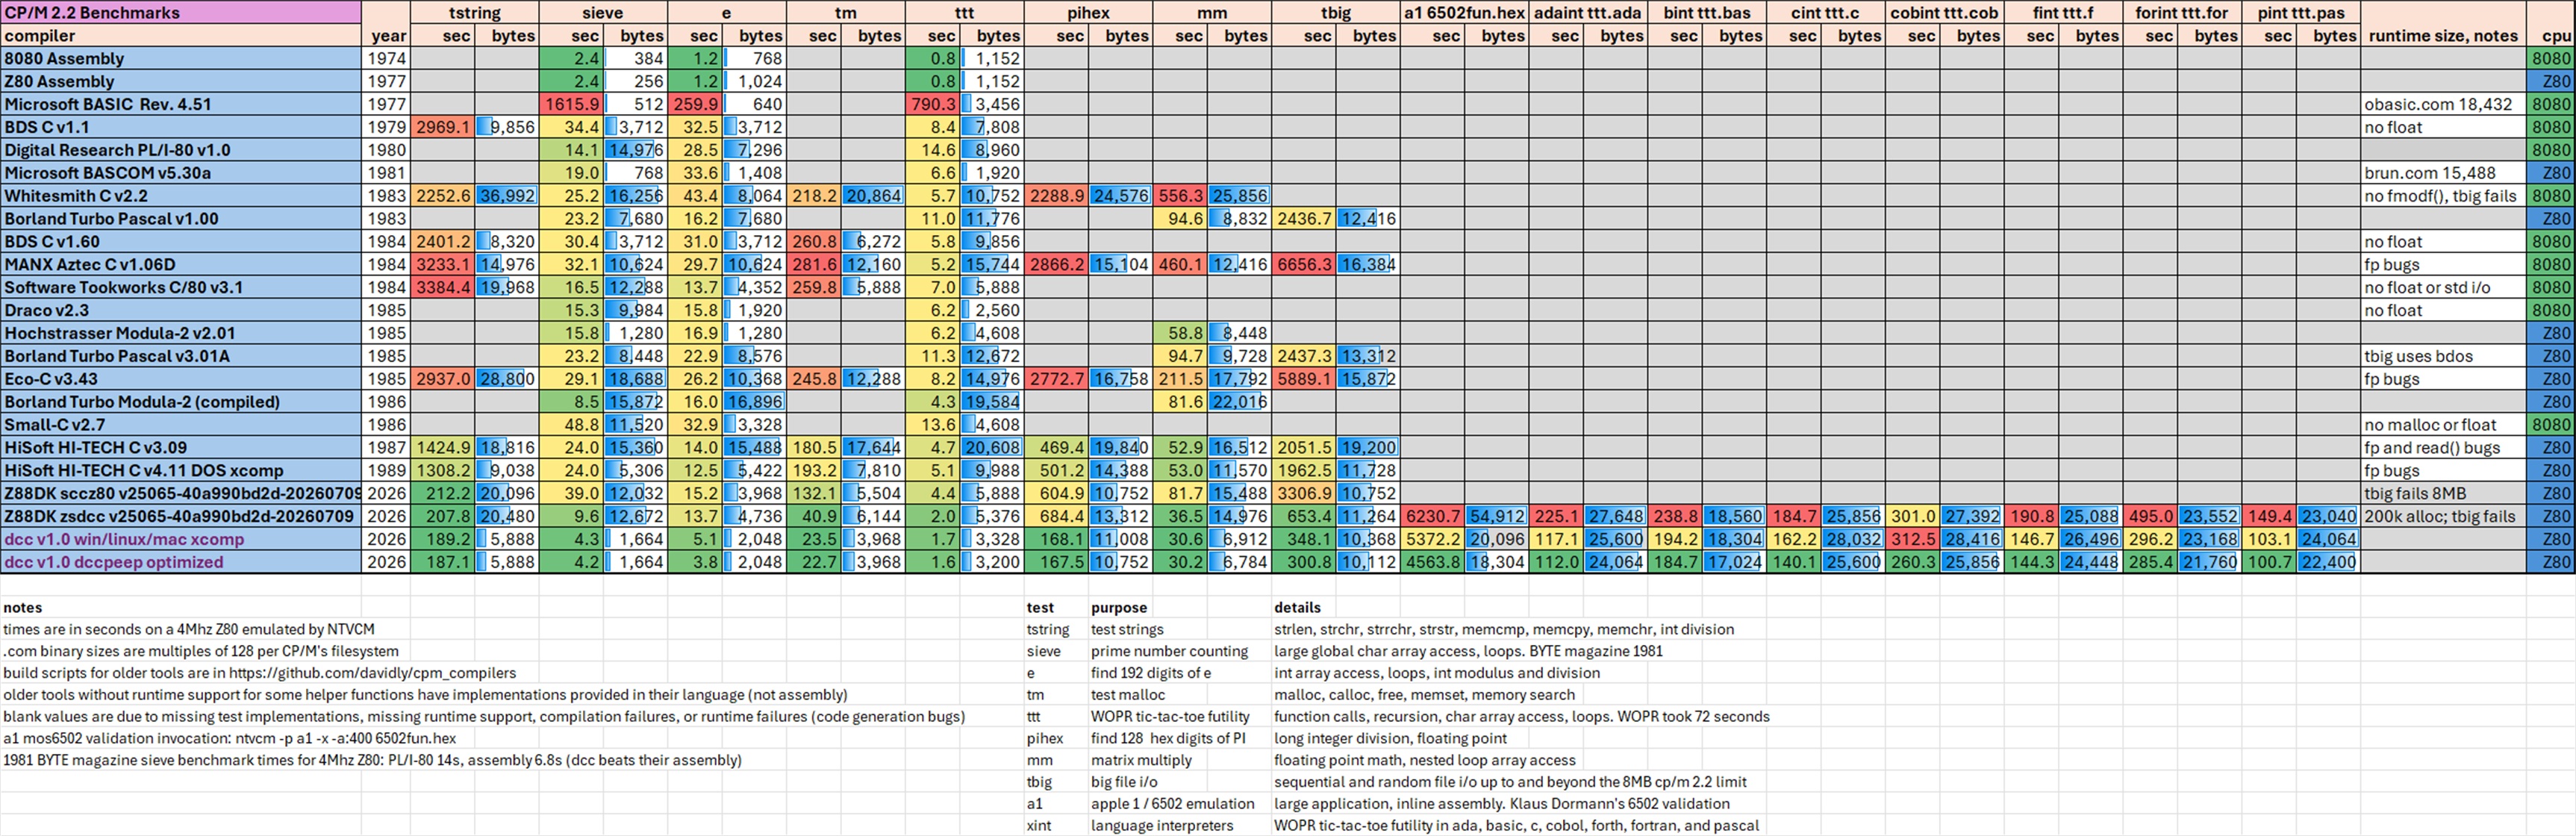 CP/M 2.2 Benchmarks tstring sieve e tm ttt pihex mm tbig a1 6502fun.hex adaint ttt.ada bint ttt.bas cint ttt.c cobint ttt.cob fint ttt.f forint ttt.for pint ttt.pas
compiler year sec bytes sec bytes sec bytes sec bytes sec bytes sec bytes sec bytes sec bytes sec bytes sec bytes sec bytes sec bytes sec bytes sec bytes sec bytes sec bytes runtime size, notes cpu
8080 Assembly 1974 2.4 384 1.2 768 0.8 1,152 8080
Z80 Assembly 1977 2.4 256 1.2 1,024 0.8 1,152 Z80
Microsoft BASIC Rev. 4.51 1977 1615.9 512 259.9 640 790.3 3,456 obasic.com 18,432 8080
BDS C v1.1 1979 2969.1 9,856 34.4 3,712 32.5 3,712 8.4 7,808 no float 8080
Digital Research PL/I-80 v1.0 1980 14.1 14,976 28.5 7,296 14.6 8,960 8080
Microsoft BASCOM v5.30a 1981 19.0 768 33.6 1,408 6.6 1,920 brun.com 15,488 Z80
Whitesmith C v2.2 1983 2252.6 36,992 25.2 16,256 43.4 8,064 218.2 20,864 5.7 10,752 2288.9 24,576 556.3 25,856 no fmodf(), tbig fails 8080
Borland Turbo Pascal v1.00 1983 23.2 7,680 16.2 7,680 11.0 11,776 94.6 8,832 2436.7 12,416 Z80
BDS C v1.60 1984 2401.2 8,320 30.4 3,712 31.0 3,712 260.8 6,272 5.8 9,856 no float 8080
MANX Aztec C v1.06D 1984 3233.1 14,976 32.1 10,624 29.7 10,624 281.6 12,160 5.2 15,744 2866.2 15,104 460.1 12,416 6656.3 16,384 fp bugs 8080
Software Tookworks C/80 v3.1 1984 3384.4 19,968 16.5 12,288 13.7 4,352 259.8 5,888 7.0 5,888 no float or std i/o 8080
Draco v2.3 1985 15.3 9,984 15.8 1,920 6.2 2,560 no float 8080
Hochstrasser Modula-2 v2.01 1985 15.8 1,280 16.9 1,280 6.2 4,608 58.8 8,448 Z80
Borland Turbo Pascal v3.01A 1985 23.2 8,448 22.9 8,576 11.3 12,672 94.7 9,728 2437.3 13,312 tbig uses bdos Z80
Eco-C v3.43 1985 2937.0 28,800 29.1 18,688 26.2 10,368 245.8 12,288 8.2 14,976 2772.7 16,758 211.5 17,792 5889.1 15,872 fp bugs Z80
Borland Turbo Modula-2 (compiled) 1986 8.5 15,872 16.0 16,896 4.3 19,584 81.6 22,016 Z80
Small-C v2.7 1986 48.8 11,520 32.9 3,328 13.6 4,608 no malloc or float 8080
HiSoft HI-TECH C v3.09 1987 1424.9 18,816 24.0 15,360 14.0 15,488 180.5 17,644 4.7 20,608 469.4 19,840 52.9 16,512 2051.5 19,200 fp and read() bugs Z80
HiSoft HI-TECH C v4.11 DOS xcomp 1989 1308.2 9,038 24.0 5,306 12.5 5,422 193.2 7,810 5.1 9,988 501.2 14,388 53.0 11,570 1962.5 11,728 fp bugs Z80
Z88DK sccz80 v25065-40a990bd2d-20260709 2026 212.2 20,096 39.0 12,032 15.2 3,968 132.1 5,504 4.4 5,888 604.9 10,752 81.7 15,488 3306.9 10,752 tbig fails 8MB Z80
Z88DK zsdcc v25065-40a990bd2d-20260709 2026 207.8 20,480 9.6 12,672 13.7 4,736 40.9 6,144 2.0 5,376 684.4 13,312 36.5 14,976 653.4 11,264 6230.7 54,912 225.1 27,648 238.8 18,560 184.7 25,856 301.0 27,392 190.8 25,088 495.0 23,552 149.4 23,040 200k alloc; tbig fails Z80
dcc v1.0 win/linux/mac xcomp 2026 189.2 5,888 4.3 1,664 5.1 2,048 23.5 3,968 1.7 3,328 168.1 11,008 30.6 6,912 348.1 10,368 5372.2 20,096 117.1 25,600 194.2 18,304 162.2 28,032 312.5 28,416 146.7 26,496 296.2 23,168 103.1 24,064 Z80
dcc v1.0 dccpeep optimized 2026 187.1 5,888 4.2 1,664 3.8 2,048 22.7 3,968 1.6 3,200 167.5 10,752 30.2 6,784 300.8 10,112 4563.8 18,304 112.0 24,064 184.7 17,024 140.1 25,600 260.3 25,856 144.3 24,448 285.4 21,760 100.7 22,400 Z80
notes
times are in seconds on a 4Mhz Z80 emulated by NTVCM
.com binary sizes are multiples of 128 per CP/M's filesystem
build scripts for older tools are in https://github.com/davidly/cpm_compilers
older tools without runtime support for some helper functions have implementations provided in their language (not assembly)
blank values are due to missing test implementations, missing runtime support, compilation failures, or runtime failures (code generation bugs)
a1 mos6502 validation invocation: ntvcm -p a1 -x -a:400 6502fun.hex
1981 BYTE magazine sieve benchmark times for 4Mhz Z80: PL/I-80 14s, assembly 6.8s (dcc beats their assembly)
test purpose details
tstring test strings strlen, strchr, strrchr, strstr, memcmp, memcpy, memchr, int division
sieve prime number counting large global char array access, loops. BYTE magazine 1981
e find 192 digits of e int array access, loops, int modulus and division
tm test malloc malloc, calloc, free, memset, memory search
ttt WOPR tic-tac-toe futility function calls, recursion, char array access, loops. WOPR took 72 seconds
pihex find 128 hex digits of PI long integer division, floating point
mm matrix multiply floating point math, nested loop array access
tbig big file i/o sequential and random file i/o up to and beyond the 8MB cp/m 2.2 limit
a1 apple 1 / 6502 emulation large application, inline assembly. Klaus Dormann's 6502 validation
xint language interpreters WOPR tic-tac-toe futility in ada, basic, c, cobol, forth, fortran, and pascal